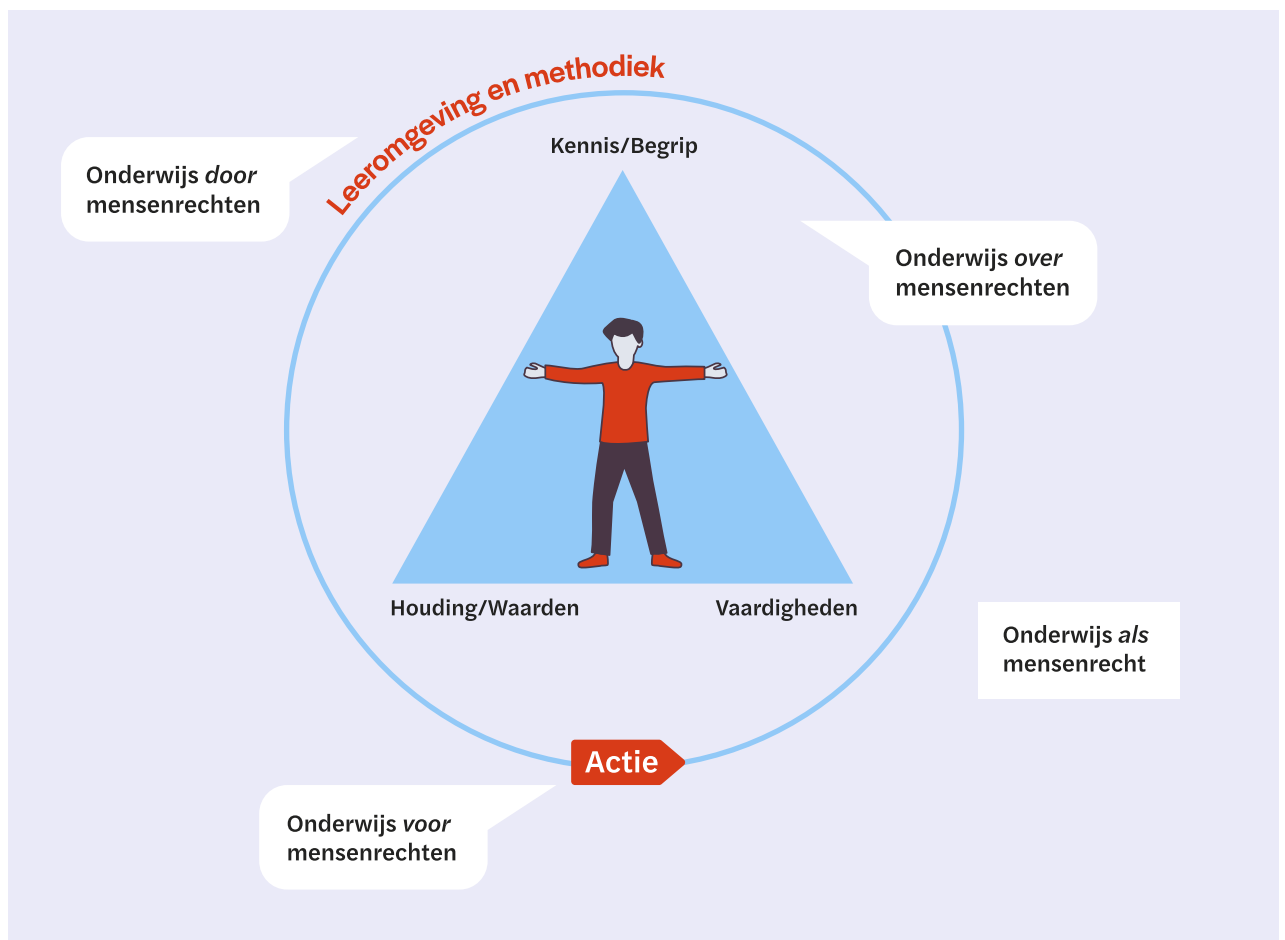 Leeromgeving en methodiek
Kennis/Begrip
Onderwijs door
mensenrechten
Onderwijs over
mensenrechten
Houding/Waarden
Vaardigheden
Onderwijs als
mensenrecht
Actie
Onderwijs voor
mensenrechten